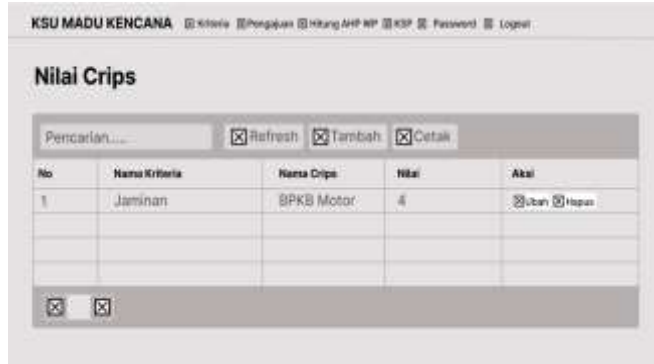 KSU MADU KENCANA Kriteria Pengajuan Hitung AHP WP KSP Password Logout
Nilai Crips
Pencarian..... Refresh Tambah Cetak
No Nama Kriteria Nama Crips Nilai Aksi
1 Jaminan BPKB Motor 4 Ubah Hapus